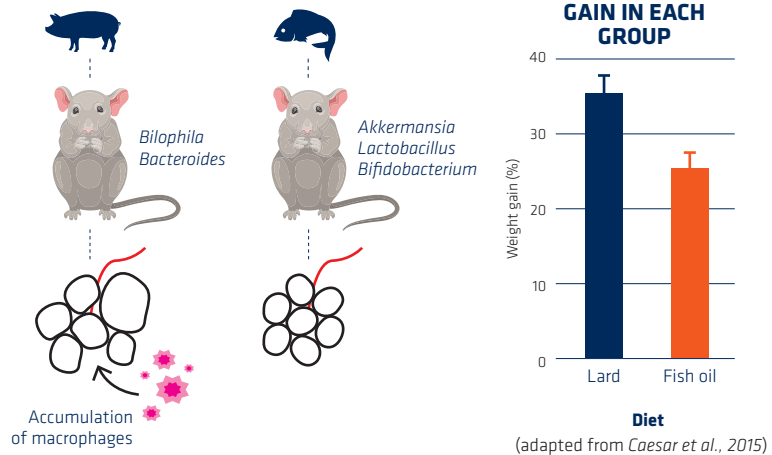 Bilophila
Bacteroides
Akkermansia
Lactobacillus
Bifidobacterium
Accumulation
of macrophages
GAIN IN EACH
GROUP
Weight gain (%)
40
30
20
10
0
Lard
Fish oil
Diet
(adapted from Caesar et al., 2015)